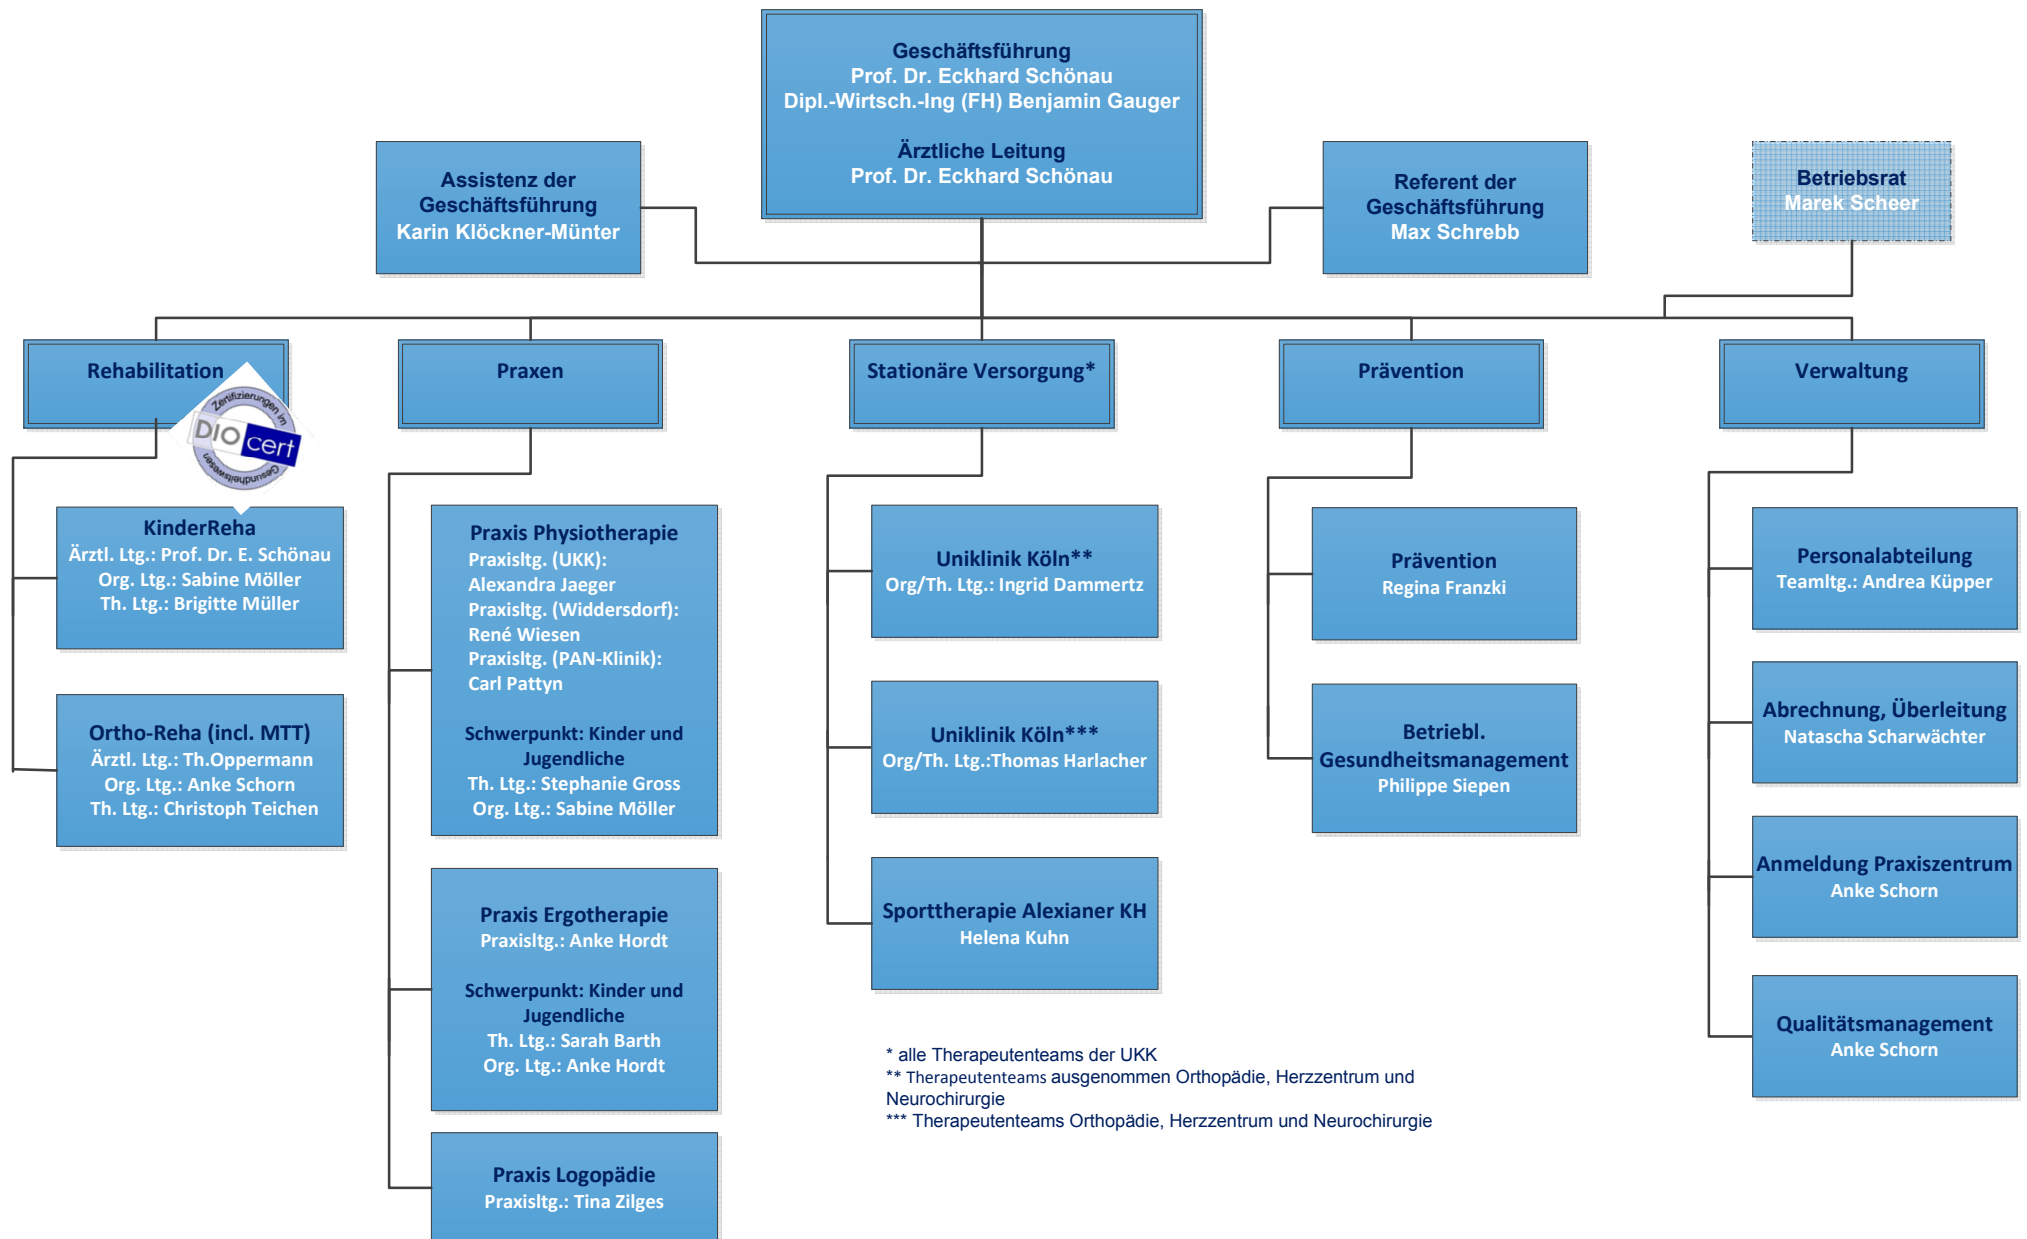 Geschäftsführung
Prof. Dr. Eckhard Schönau
Dipl.-Wirtsch.-Ing (FH) Benjamin Gauger
Ärztliche Leitung
Prof. Dr. Eckhard Schönau
Assistenz der
Geschäftsführung
Karin Klöckner-Münter
Referent der
Geschäftsführung
Max Schrebb
Betriebsrat
Marek Scheer
Rehabilitation
Praxen
Stationäre Versorgung*
Prävention
Verwaltung
Zertifizierungen im
DIO cert
Gesundheitswesen
KinderReha
Ärztl. Ltg.: Prof. Dr. E. Schönau
Org. Ltg.: Sabine Möller
Th. Ltg.: Brigitte Müller
Ortho-Reha (incl. MTT)
Ärztl. Ltg.: Th.Oppermann
Org. Ltg.: Anke Schorn
Th. Ltg.: Christoph Teichen
Praxis Physiotherapie
Praxisltg. (UKK):
Alexandra Jaeger
Praxisltg. (Widdersdorf):
René Wiesen
Praxisltg. (PAN-Klinik):
Carl Pattyn
Schwerpunkt: Kinder und
Jugendliche
Th. Ltg.: Stephanie Gross
Org. Ltg.: Sabine Möller
Praxis Ergotherapie
Praxisltg.: Anke Hordt
Schwerpunkt: Kinder und
Jugendliche
Th. Ltg.: Sarah Barth
Org. Ltg.: Anke Hordt
Praxis Logopädie
Praxisltg.: Tina Zilges
Uniklinik Köln**
Org/Th. Ltg.: Ingrid Dammertz
Uniklinik Köln***
Org/Th. Ltg.:Thomas Harlacher
Sporttherapie Alexianer KH
Helena Kuhn
Prävention
Regina Franzki
Betriebl.
Gesundheitsmanagement
Philippe Siepen
Personalabteilung
Teamltg.: Andrea Küpper
Abrechnung, Überleitung
Natascha Scharwächter
Anmeldung Praxiszentrum
Anke Schorn
Qualitätsmanagement
Anke Schorn
* alle Therapeutenteams der UKK
** Therapeutenteams ausgenommen Orthopädie, Herzzentrum und
Neurochirurgie
*** Therapeutenteams Orthopädie, Herzzentrum und Neurochirurgie